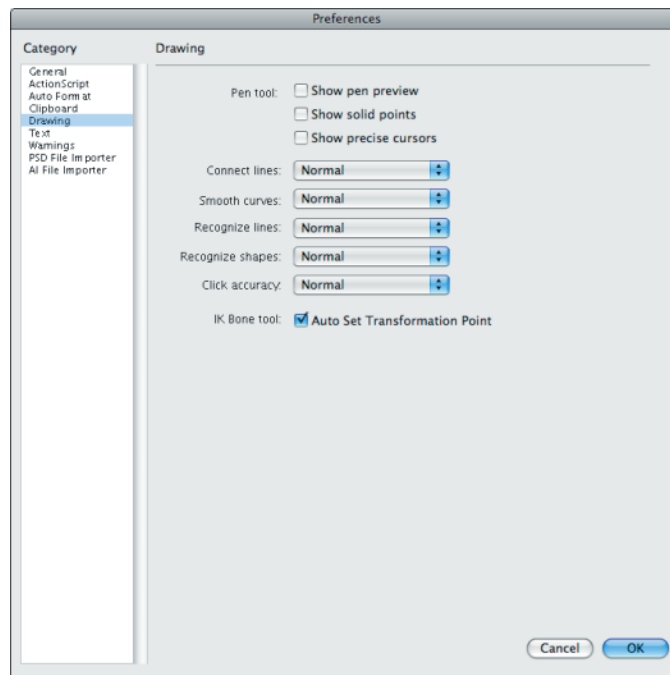 Preferences
Category
General
ActionScript
Auto Format
Clipboard
Drawing
Text
Warnings
PSD File Importer
AI File Importer
Drawing
Pen tool: Show pen preview
Show solid points
Show precise cursors
Connect lines: Normal
Smooth curves: Normal
Recognize lines: Normal
Recognize shapes: Normal
Click accuracy: Normal
IK Bone tool: Auto Set Transformation Point
Cancel OK